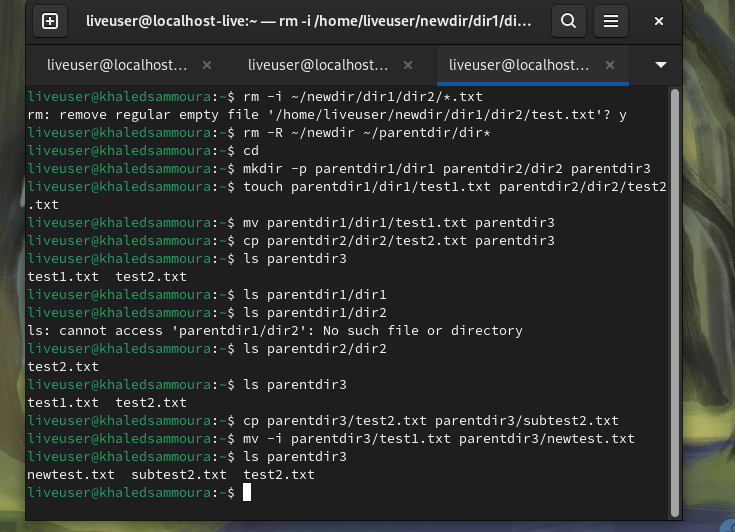 liveuser@localhost-live:~ — rm -i /home/liveuser/newdir/dir1/di...
liveuser@localhost... × liveuser@localhost... × liveuser@localhost... ×
liveuser@khaledsammoura:~$ rm -i ~/newdir/dir1/dir2/*.txt
rm: remove regular empty file '/home/liveuser/newdir/dir1/dir2/test.txt'? y
liveuser@khaledsammoura:~$ rm -R ~/newdir ~/parentdir/dir*
liveuser@khaledsammoura:~$ cd
liveuser@khaledsammoura:~$ mkdir -p parentdir1/dir1 parentdir2/dir2 parentdir3
liveuser@khaledsammoura:~$ touch parentdir1/dir1/test1.txt parentdir2/dir2/test2
.txt
liveuser@khaledsammoura:~$ mv parentdir1/dir1/test1.txt parentdir3
liveuser@khaledsammoura:~$ cp parentdir2/dir2/test2.txt parentdir3
liveuser@khaledsammoura:~$ ls parentdir3
test1.txt  test2.txt
liveuser@khaledsammoura:~$ ls parentdir1/dir1
liveuser@khaledsammoura:~$ ls parentdir1/dir2
ls: cannot access 'parentdir1/dir2': No such file or directory
liveuser@khaledsammoura:~$ ls parentdir2/dir2
test2.txt
liveuser@khaledsammoura:~$ ls parentdir3
test1.txt  test2.txt
liveuser@khaledsammoura:~$ cp parentdir3/test2.txt parentdir3/subtest2.txt
liveuser@khaledsammoura:~$ mv -i parentdir3/test1.txt parentdir3/newtest.txt
liveuser@khaledsammoura:~$ ls parentdir3
newtest.txt  subtest2.txt  test2.txt
liveuser@khaledsammoura:~$